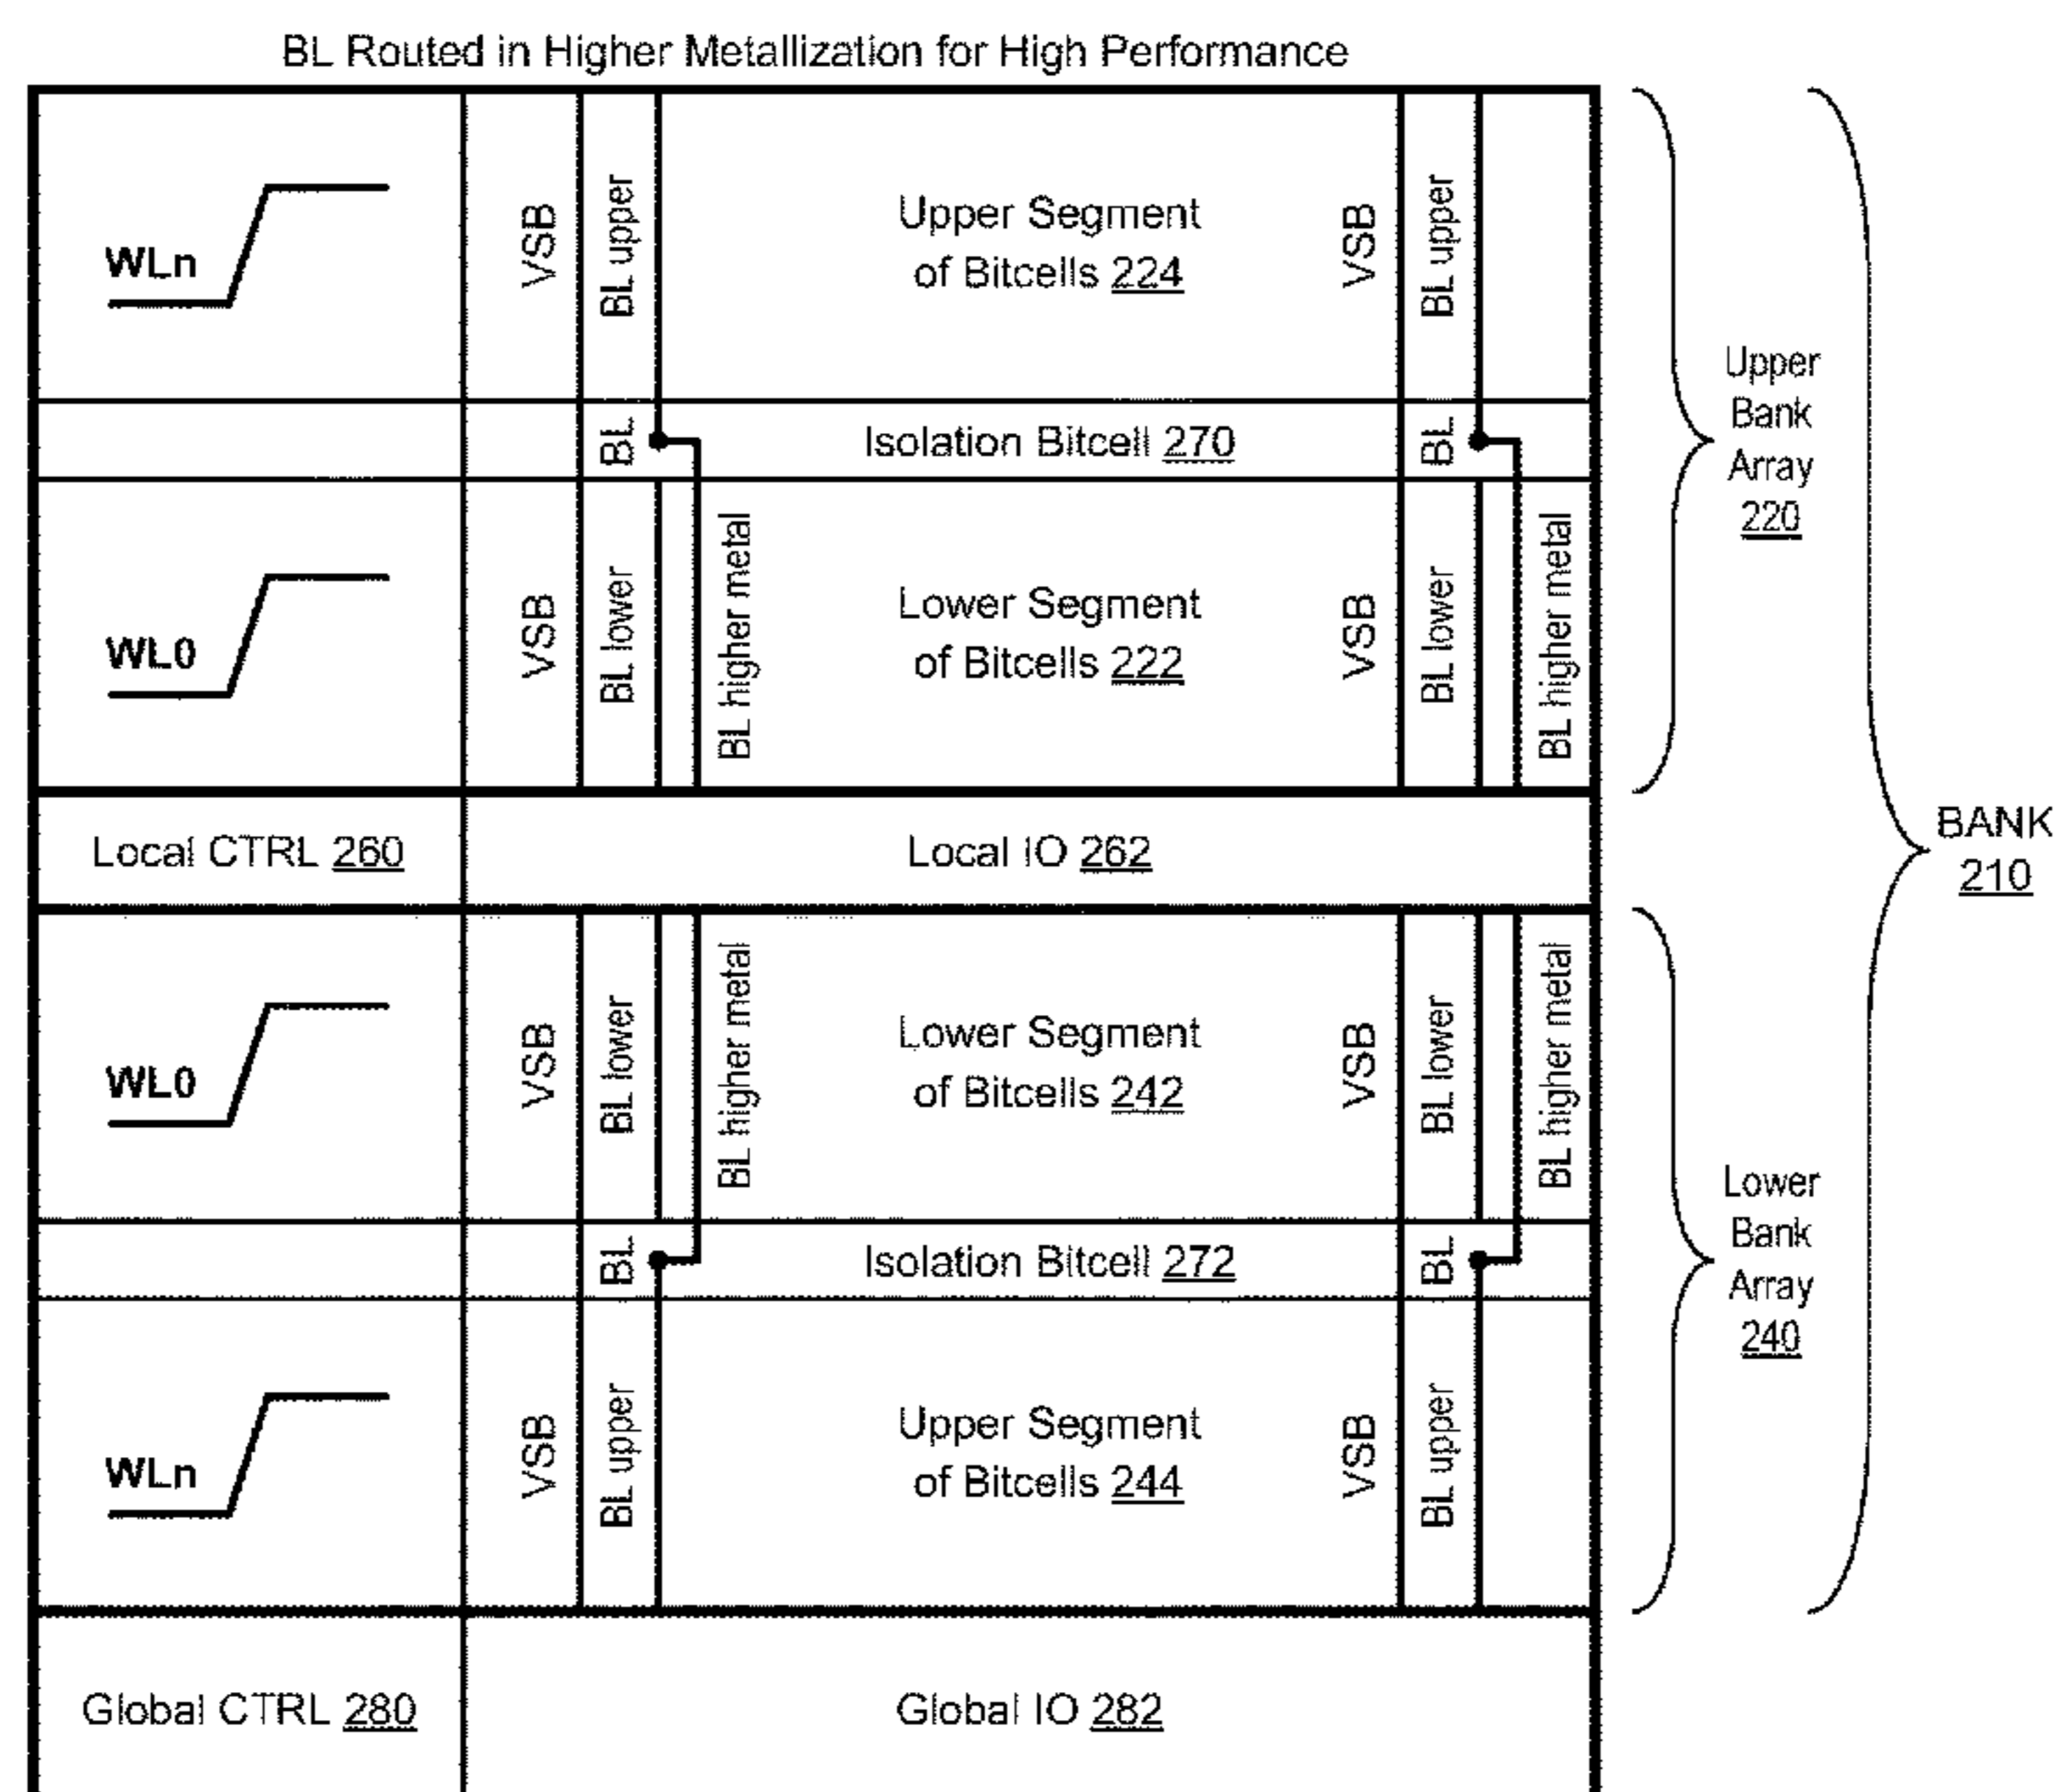 BL Routed in Higher Metallization for High Performance
WLn
VSB
BL upper
Upper Segment
of Bitcells 224
VSB
BL upper
BL
Isolation Bitcell 270
BL
Upper
Bank
Array
220
WL0
VSB
BL lower
BL higher metal
Lower Segment
of Bitcells 222
VSB
BL lower
BL higher metal
Local CTRL 260
Local IO 262
BANK
210
WL0
VSB
BL lower
BL higher metal
Lower Segment
of Bitcells 242
VSB
BL lower
BL higher metal
BL
Isolation Bitcell 272
BL
Lower
Bank
Array
240
WLn
VSB
BL upper
Upper Segment
of Bitcells 244
VSB
BL upper
Global CTRL 280
Global IO 282